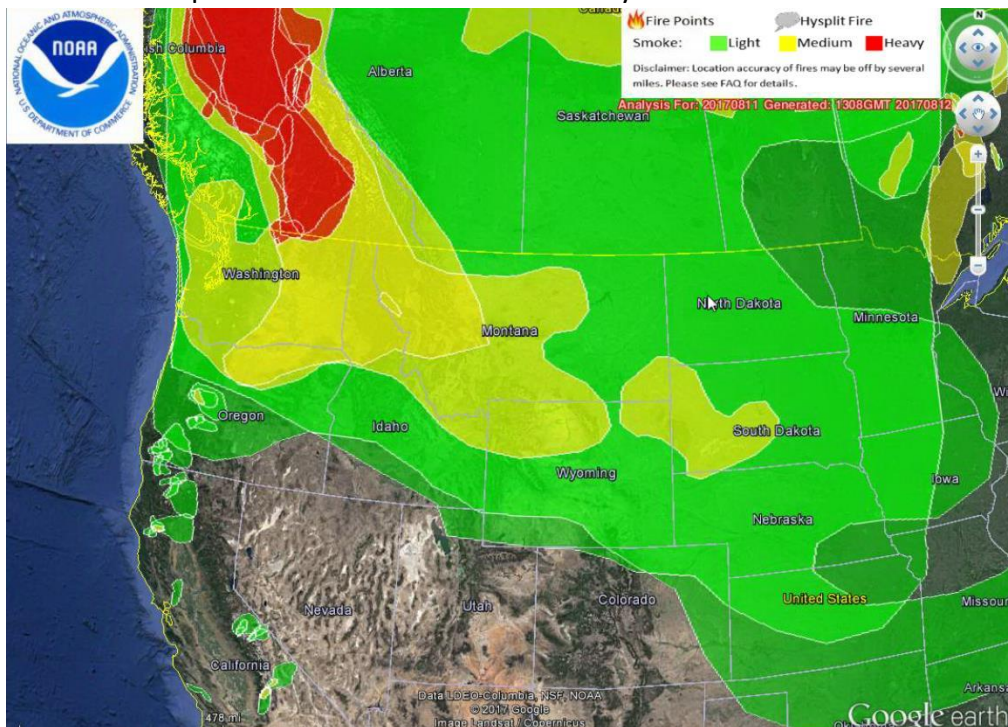 NATIONAL OCEANIC AND ATMOSPHERIC ADMINISTRATION
NOAA
U.S. DEPARTMENT OF COMMERCE
Fire Points
Hysplit Fire
Smoke: Light Medium Heavy
Disclaimer: Location accuracy of fires may be off by several
miles. Please see FAQ for details.
Analysis For: 20170811 Generated: 1308GMT 20170812
N
Alberta
Saskatchewan
Washington
Montana
North Dakota
Minnesota
Oregon
Idaho
South Dakota
Wyoming
Iowa
Nebraska
Nevada
Utah
Colorado
United States
California
Data LDEO-Columbia, NSF, NOAA
© 2017 Google
Image Landsat / Copernicus
478 mi
Google earth